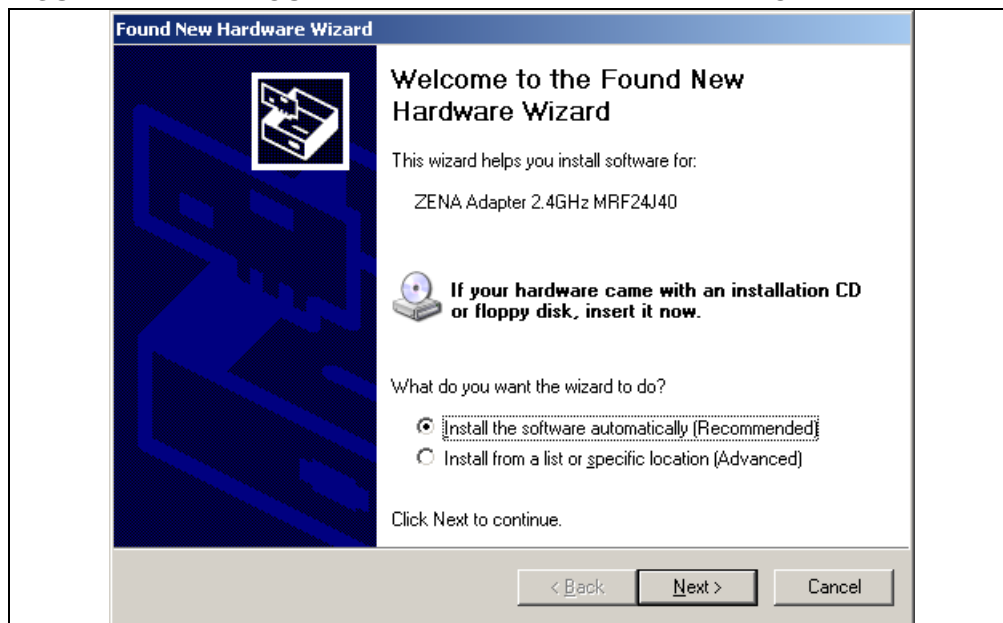 Found New Hardware Wizard
Welcome to the Found New
Hardware Wizard
This wizard helps you install software for:
ZENA Adapter 2.4GHz MRF24J40
If your hardware came with an installation CD
or floppy disk, insert it now.
What do you want the wizard to do?
Install the software automatically (Recommended)
Install from a list or specific location (Advanced)
Click Next to continue.
< Back Next > Cancel